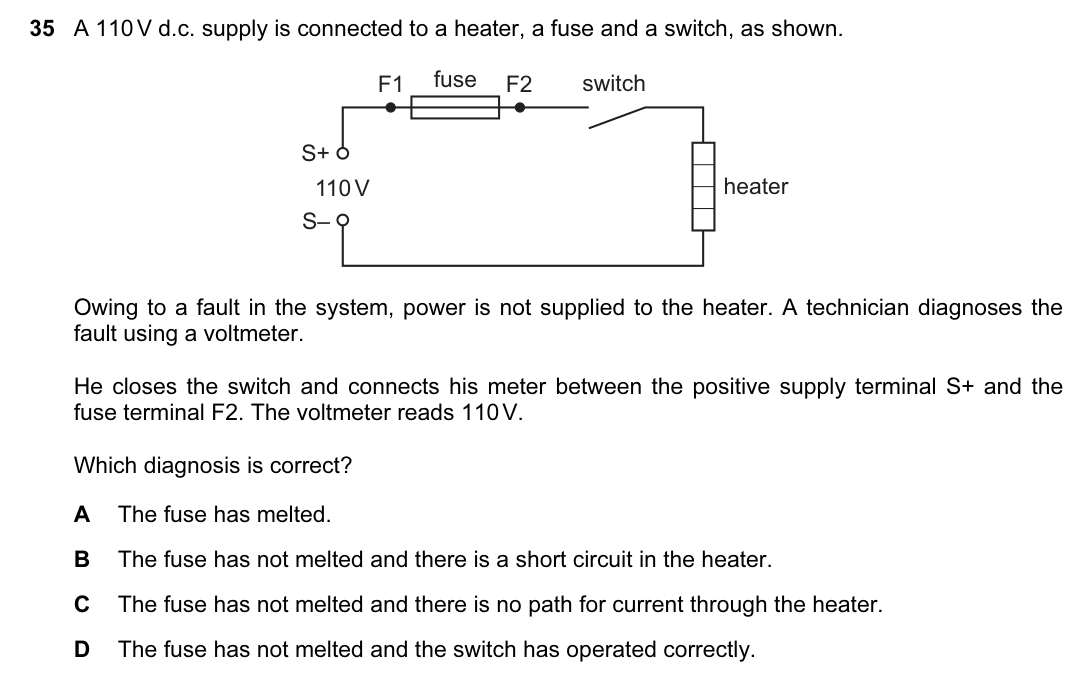 35 A 110 V d.c. supply is connected to a heater, a fuse and a switch, as shown.
F1 fuse F2 switch
S+
110 V
heater
S–
Owing to a fault in the system, power is not supplied to the heater. A technician diagnoses the
fault using a voltmeter.
He closes the switch and connects his meter between the positive supply terminal S+ and the
fuse terminal F2. The voltmeter reads 110 V.
Which diagnosis is correct?
A The fuse has melted.
B The fuse has not melted and there is a short circuit in the heater.
C The fuse has not melted and there is no path for current through the heater.
D The fuse has not melted and the switch has operated correctly.